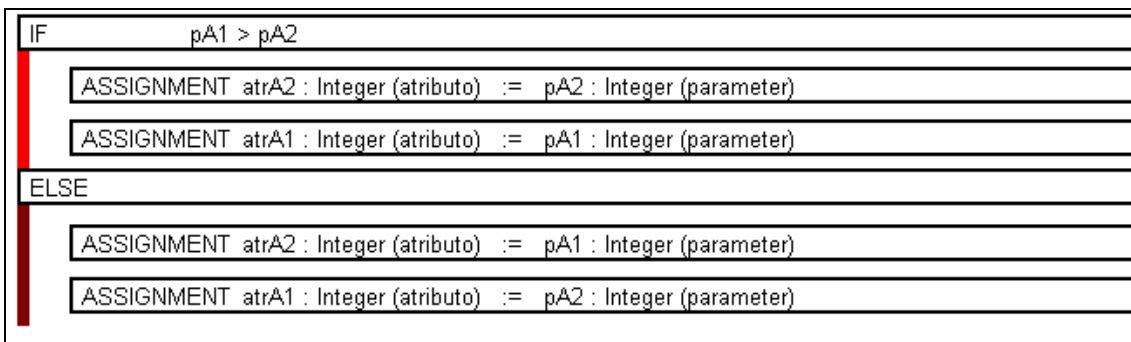 IF pA1 > pA2
ASSIGNMENT atrA2 : Integer (atributo) := pA2 : Integer (parameter)
ASSIGNMENT atrA1 : Integer (atributo) := pA1 : Integer (parameter)
ELSE
ASSIGNMENT atrA2 : Integer (atributo) := pA1 : Integer (parameter)
ASSIGNMENT atrA1 : Integer (atributo) := pA2 : Integer (parameter)